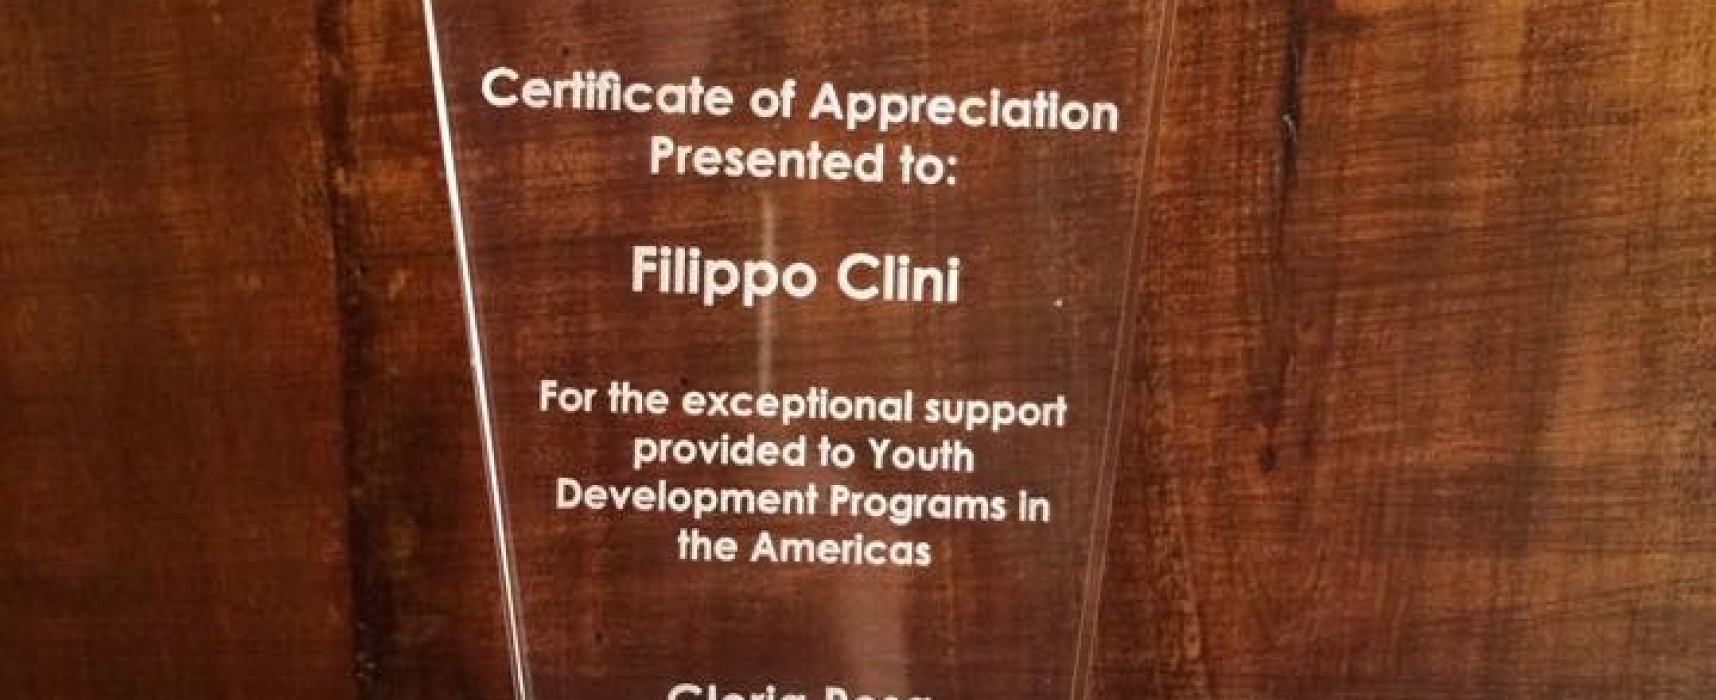 Certificate of Appreciation
Presented to:
Filippo Clini
For the exceptional support
provided to Youth
Development Programs in
the Americas
Gloria